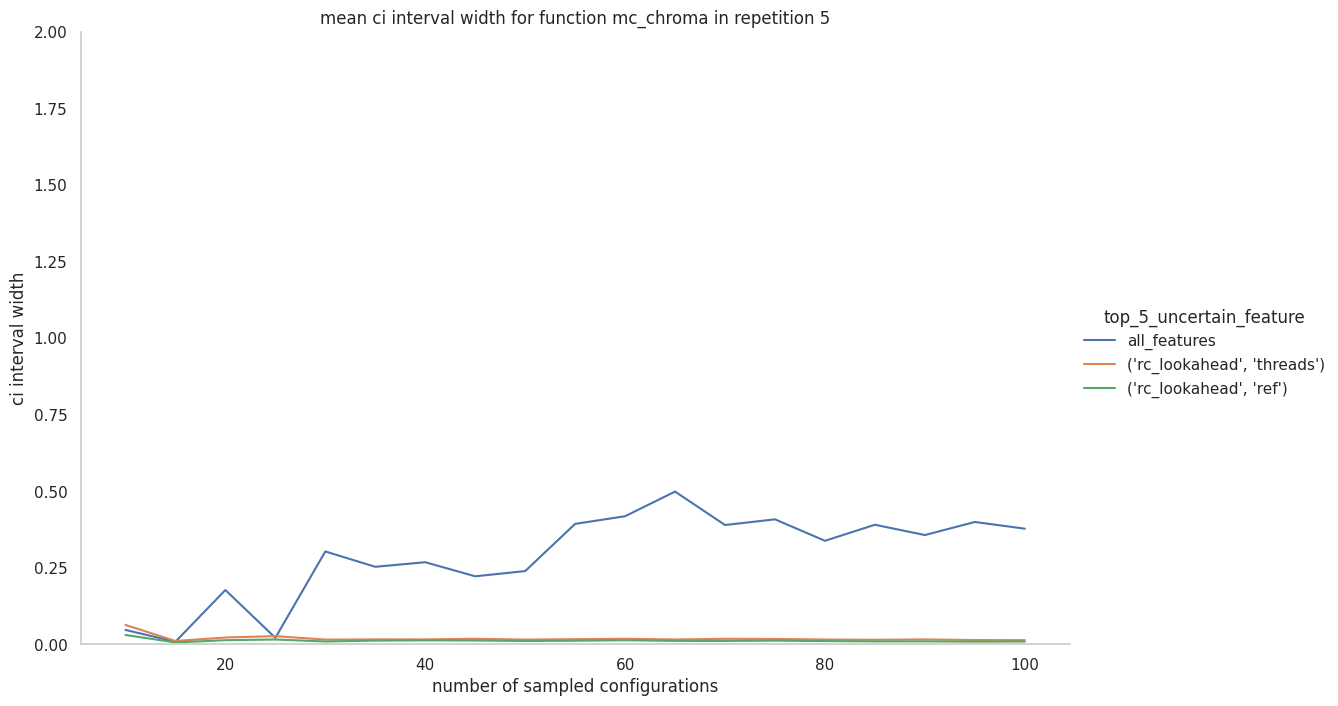 mean ci interval width for function mc_chroma in repetition 5
2.00
1.75
1.50
1.25
1.00
0.75
0.50
0.25
0.00
ci interval width
20
40
60
80
100
number of sampled configurations
top_5_uncertain_feature
all_features
('rc_lookahead', 'threads')
('rc_lookahead', 'ref')